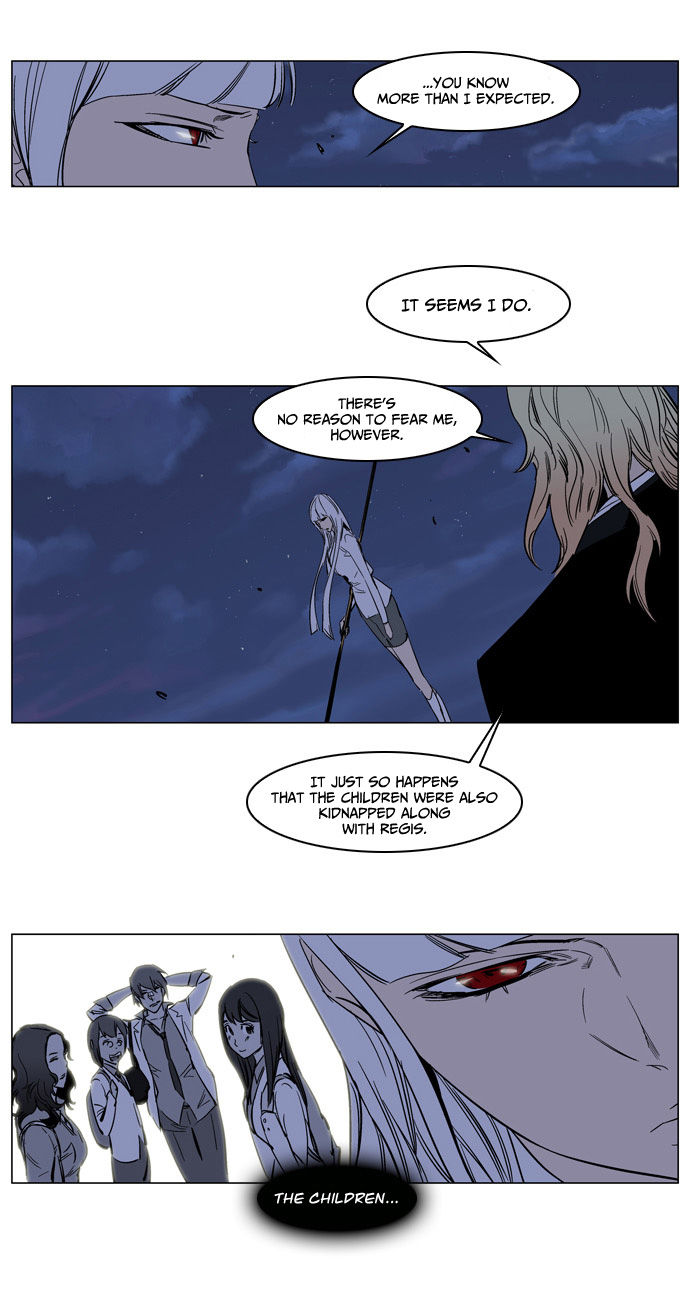 ...YOU KNOW
MORE THAN I EXPECTED.
IT SEEMS I DO.
THERE'S
NO REASON TO FEAR ME,
HOWEVER.
IT JUST SO HAPPENS
THAT THE CHILDREN WERE ALSO
KIDNAPPED ALONG
WITH REGIS.
THE CHILDREN...